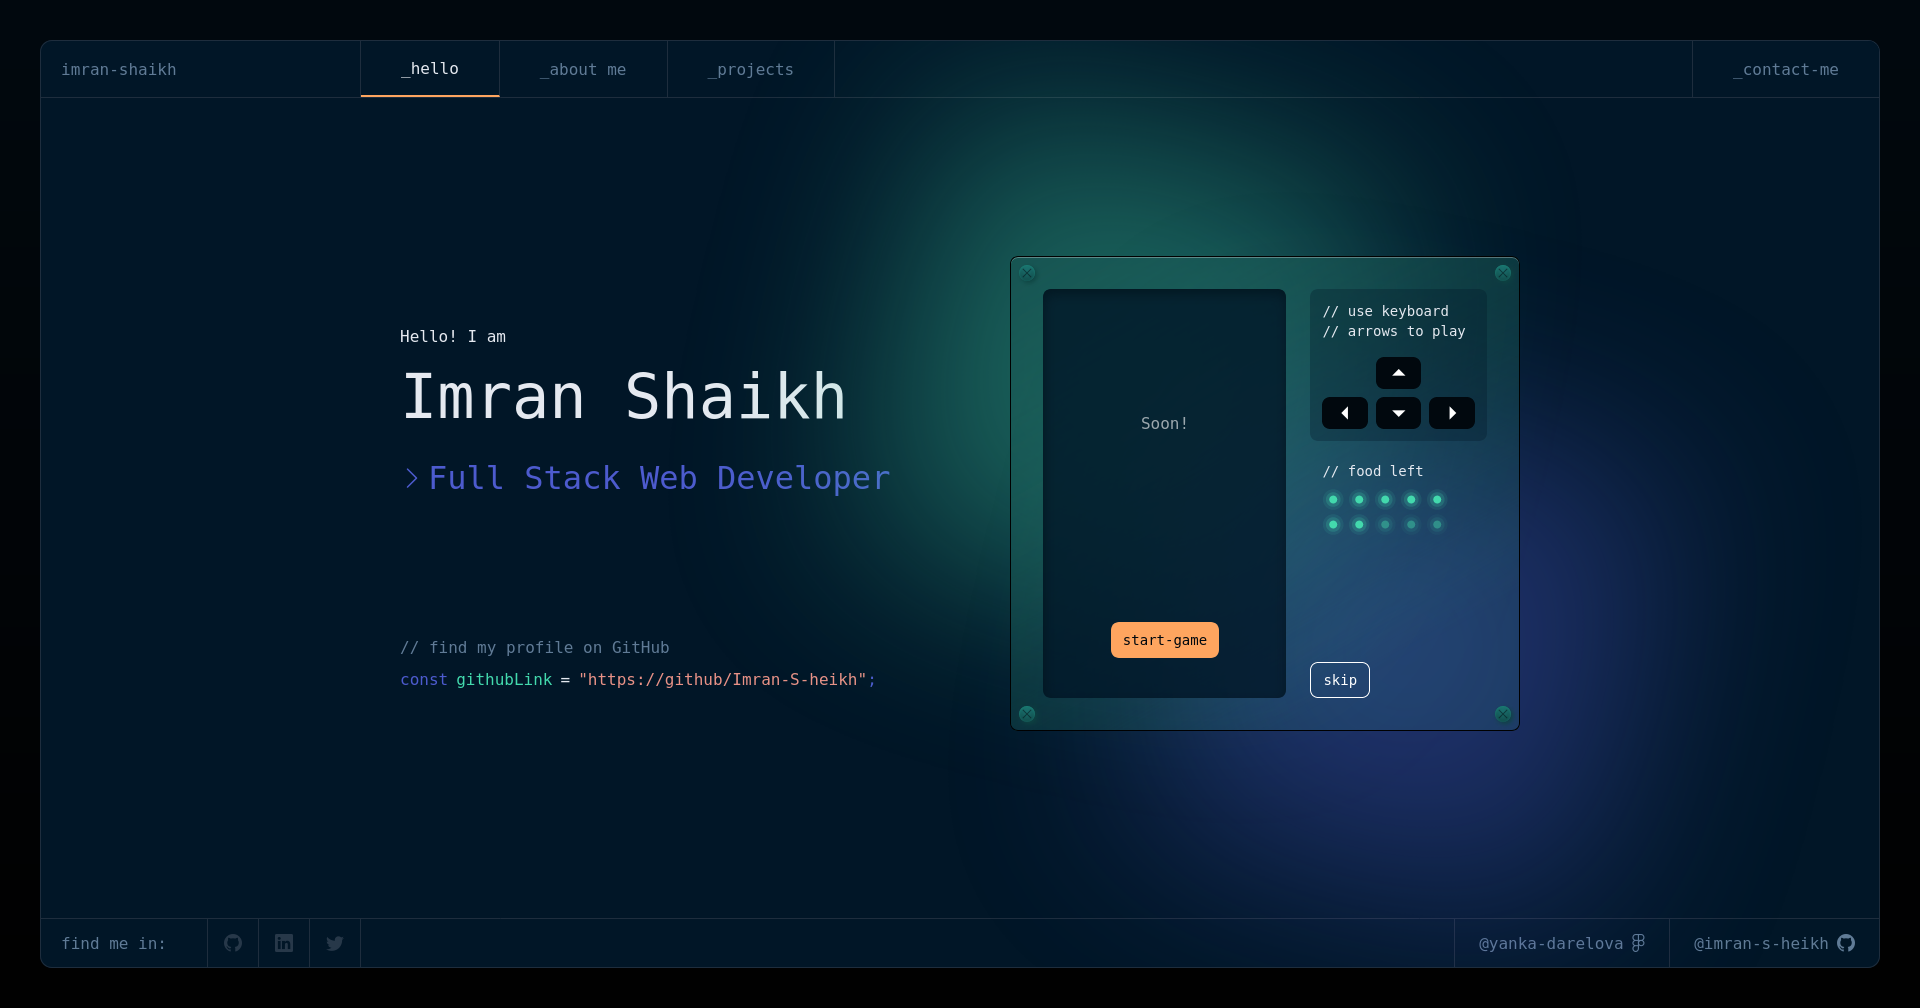 imran-shaikh
_hello
_about me
_projects
_contact-me
Hello! I am
Imran Shaikh
Full Stack Web Developer
// find my profile on GitHub
const githubLink = "https://github/Imran-S-heikh";
Soon!
start-game
// use keyboard
// arrows to play
// food left
skip
find me in:
@yanka-darelova
@imran-s-heikh